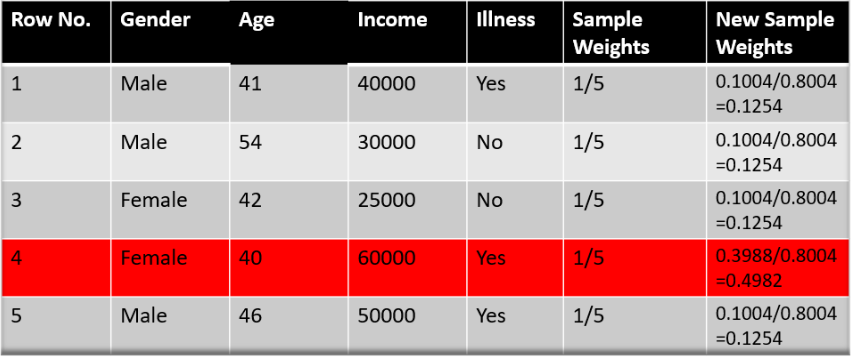 Row No. Gender Age Income Illness Sample Weights New Sample Weights
1 Male 41 40000 Yes 1/5 0.1004/0.8004 =0.1254
2 Male 54 30000 No 1/5 0.1004/0.8004 =0.1254
3 Female 42 25000 No 1/5 0.1004/0.8004 =0.1254
4 Female 40 60000 Yes 1/5 0.3988/0.8004 =0.4982
5 Male 46 50000 Yes 1/5 0.1004/0.8004 =0.1254